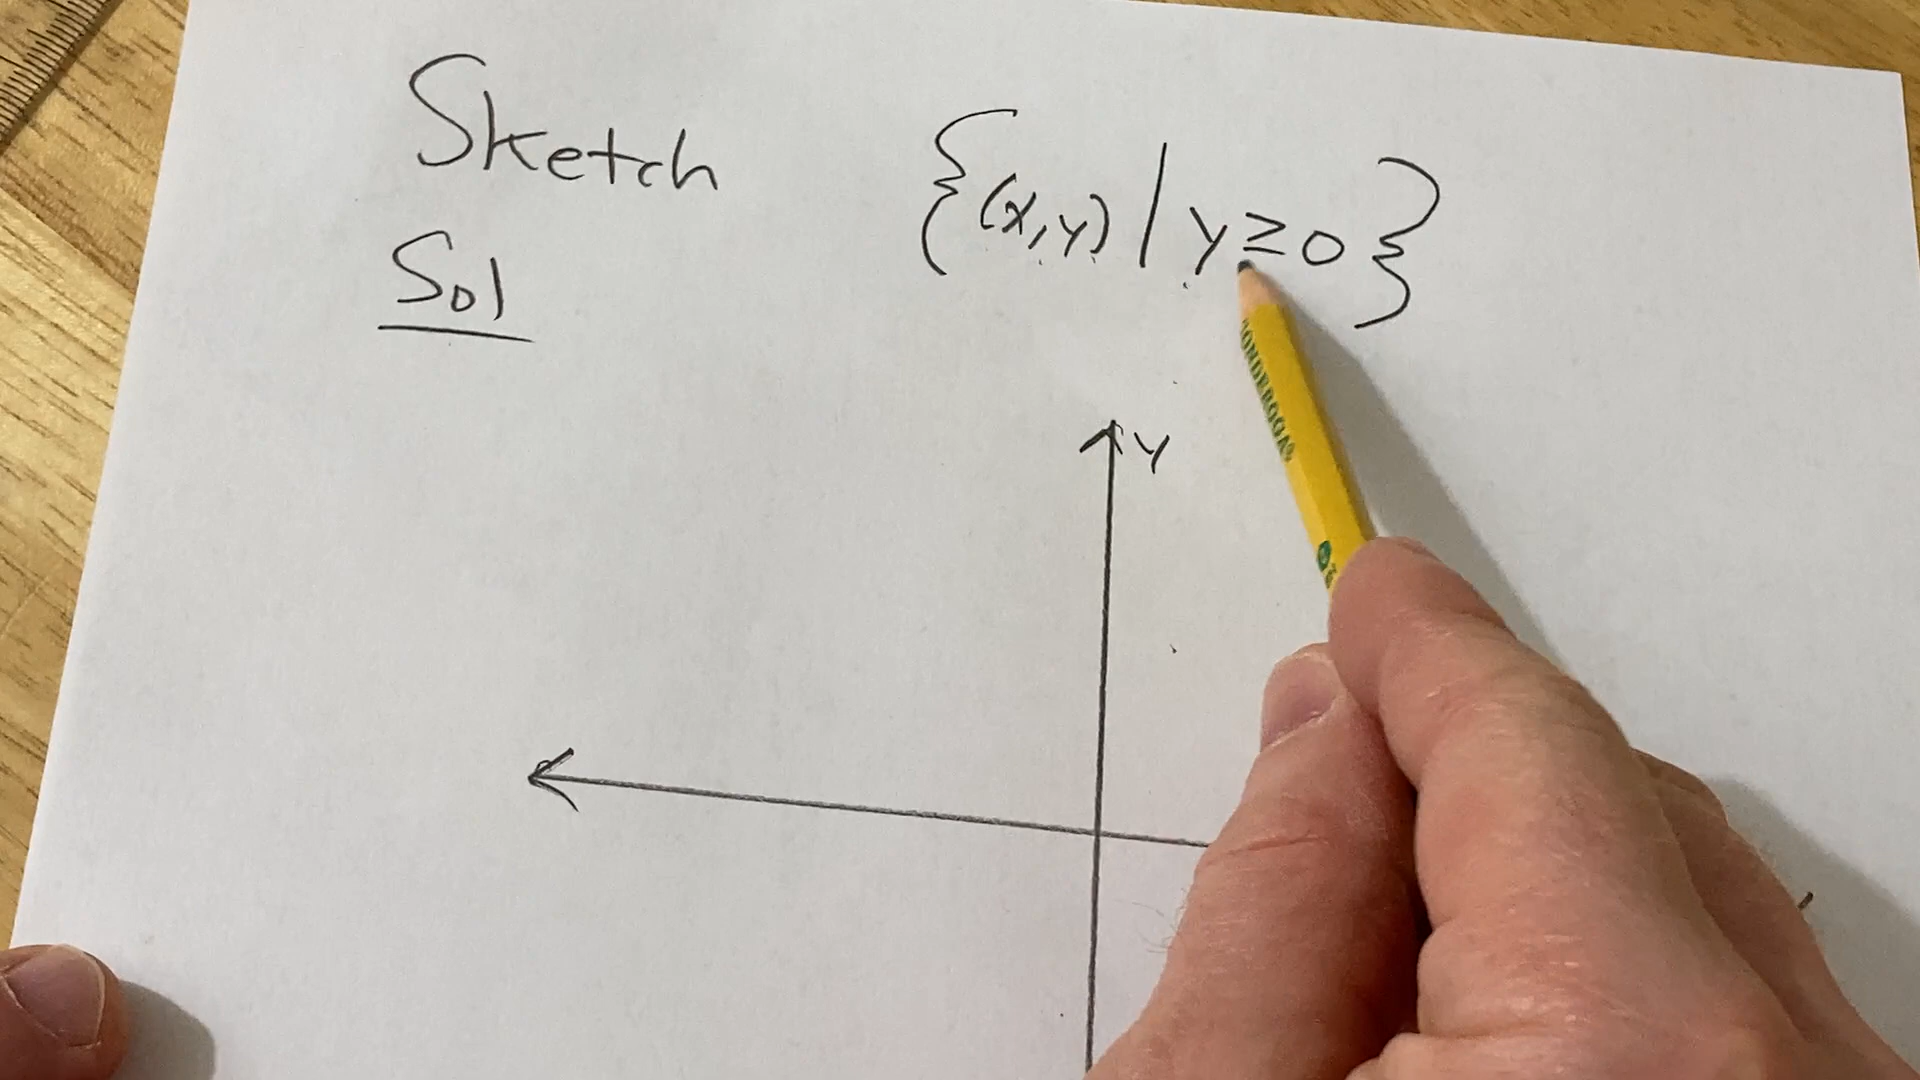 Sketch {(x,y) | y≥0}
Sol
y